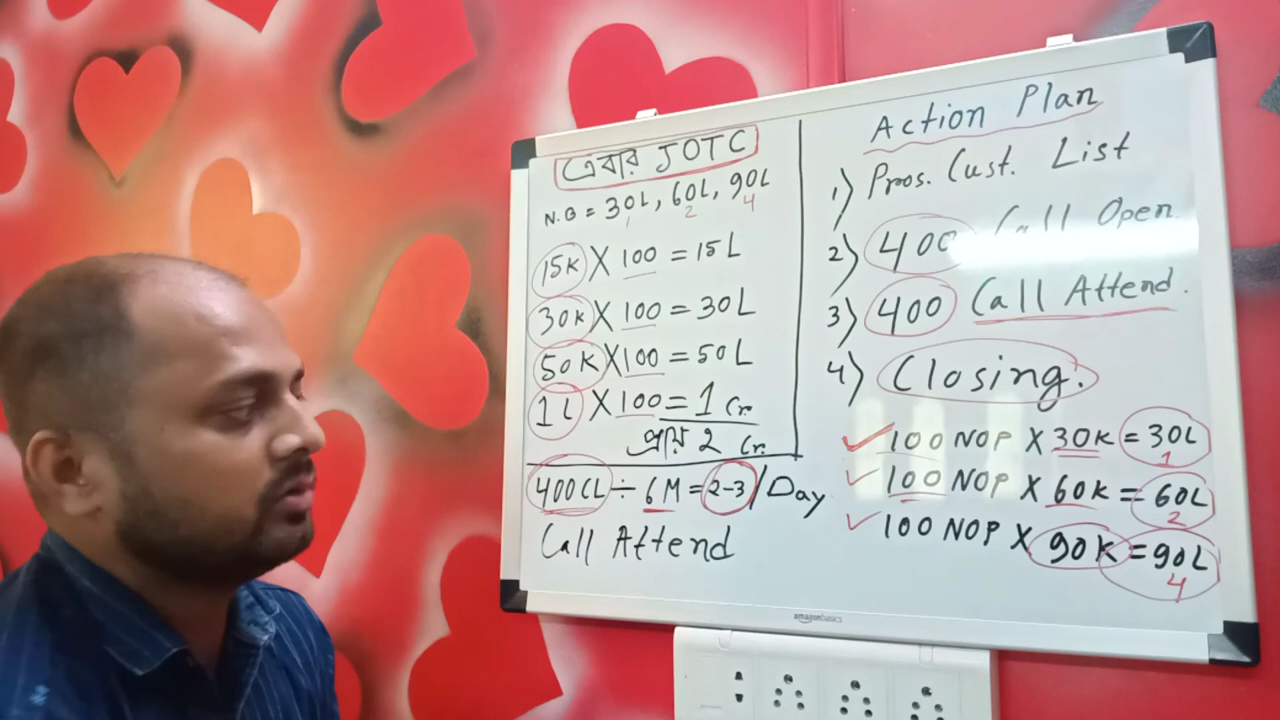 এবার JOTC
N.B = 30L, 60L, 90L
1 2 4
15K X 100 = 15L
30K X 100 = 30L
50K X 100 = 50L
1L X 100 = 1 Cr
প্রায় 2 Cr.
400CL ÷ 6M = 2-3 / Day
Call Attend
Action Plan
1) Pros. Cust. List
2) 400 Call Open.
3) 400 Call Attend.
4) Closing.
100 NOP X 30K = 30L
1
100 NOP X 60K = 60L
2
100 NOP X 90K = 90L
4
amazonbasics